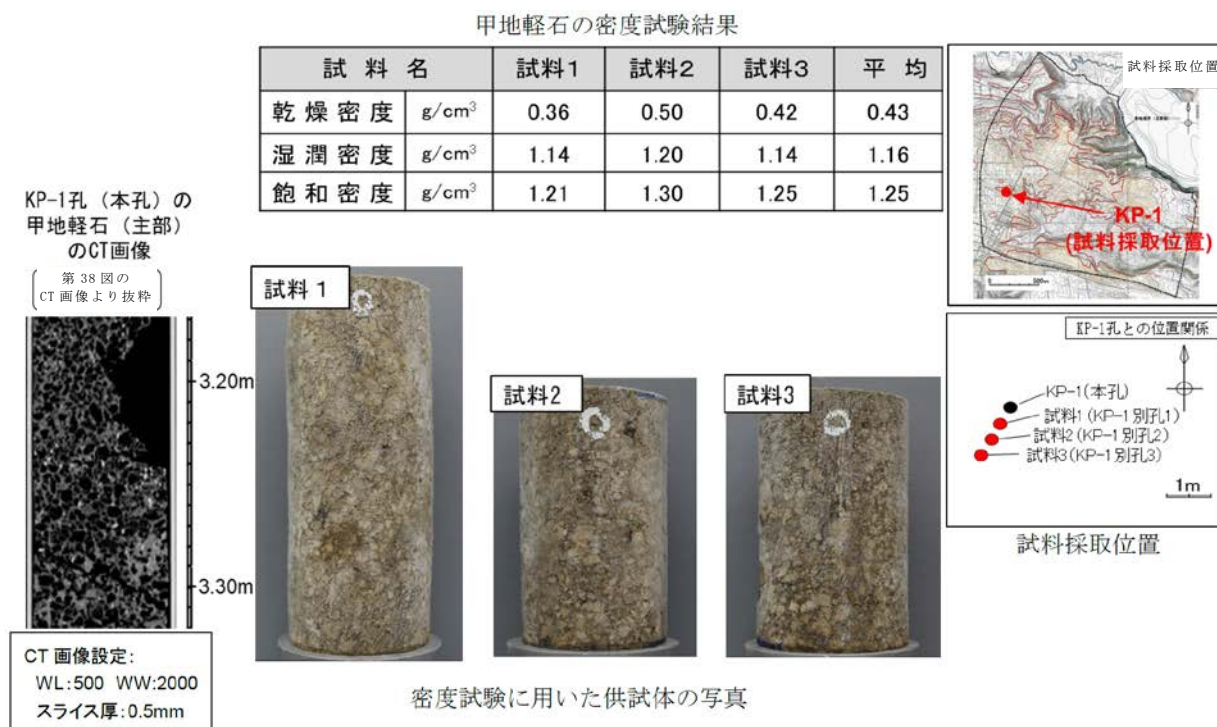 甲地軽石の密度試験結果
試料名 試料1 試料2 試料3 平均
乾燥密度 g/cm³ 0.36 0.50 0.42 0.43
湿潤密度 g/cm³ 1.14 1.20 1.14 1.16
飽和密度 g/cm³ 1.21 1.30 1.25 1.25
試料採取位置
KP-1
(試料採取位置)
KP-1孔（本孔）の
甲地軽石（主部）
のCT画像
第38図の
CT画像より抜粋
3.20m
3.30m
CT 画像設定:
WL:500 WW:2000
スライス厚:0.5mm
試料1
試料2
試料3
密度試験に用いた供試体の写真
KP-1孔との位置関係
KP-1(本孔)
試料1(KP-1別孔1)
試料2(KP-1別孔2)
試料3(KP-1別孔3)
1m
試料採取位置